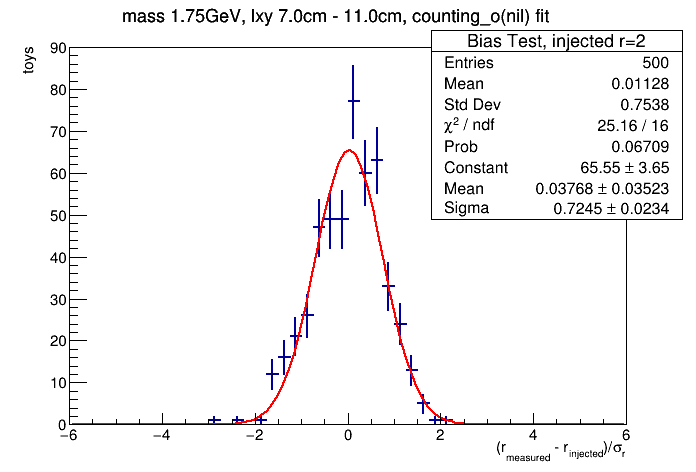 mass 1.75GeV, lxy 7.0cm - 11.0cm, counting_o(nil) fit
Bias Test, injected r=2
Entries 500
Mean 0.01128
Std Dev 0.7538
χ² / ndf 25.16 / 16
Prob 0.06709
Constant 65.55 ± 3.65
Mean 0.03768 ± 0.03523
Sigma 0.7245 ± 0.0234
toys
90
80
70
60
50
40
30
20
10
0
−6 −4 −2 0 2 4 6
(r_measured - r_injected)/σ_r